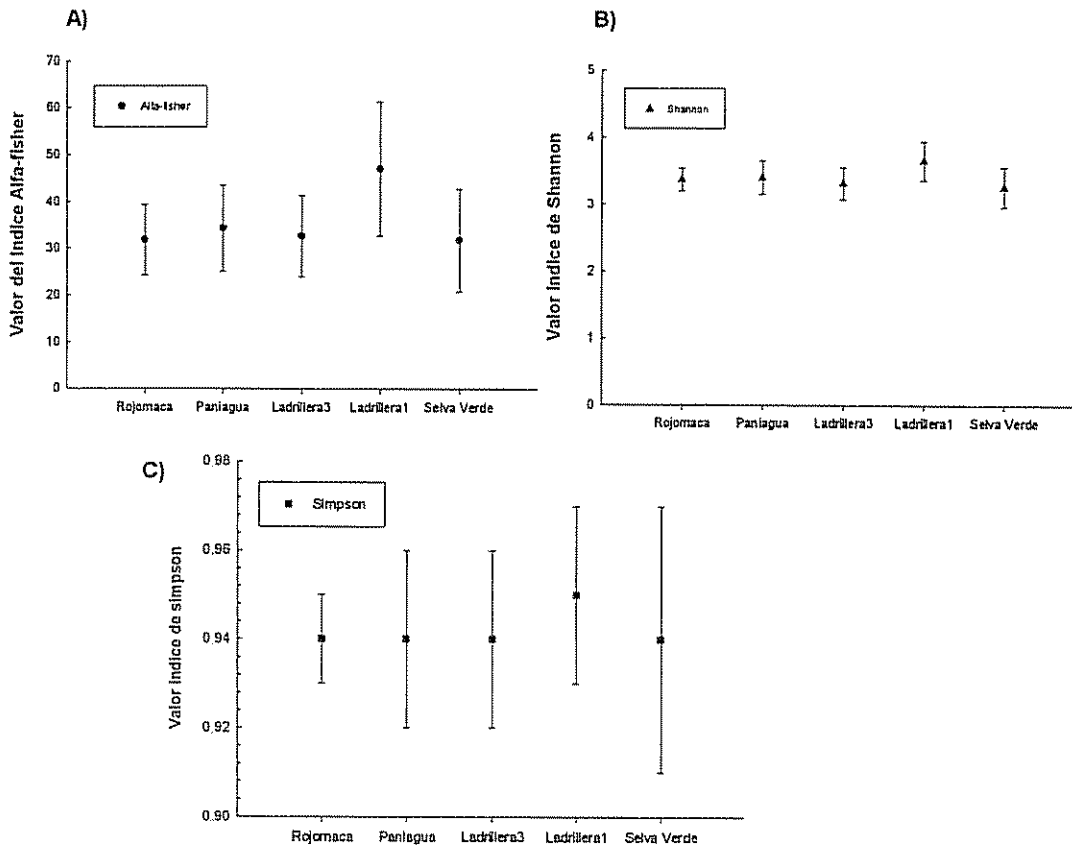 A)
Valor del Indice Alfa-fisher
70
60
50
40
30
20
10
0
Alfa-fisher
Rojomaca Paniagua Ladrillera3 Ladrillera1 Selva Verde
B)
Valor Indice de Shannon
5
4
3
2
1
0
Shannon
Rojomaca Paniagua Ladrillera3 Ladrillera1 Selva Verde
C)
Valor Indice de simpson
0,98
0,96
0,94
0,92
0,90
Simpson
Rojomaca Paniagua Ladrillera3 Ladrillera1 Selva Verde